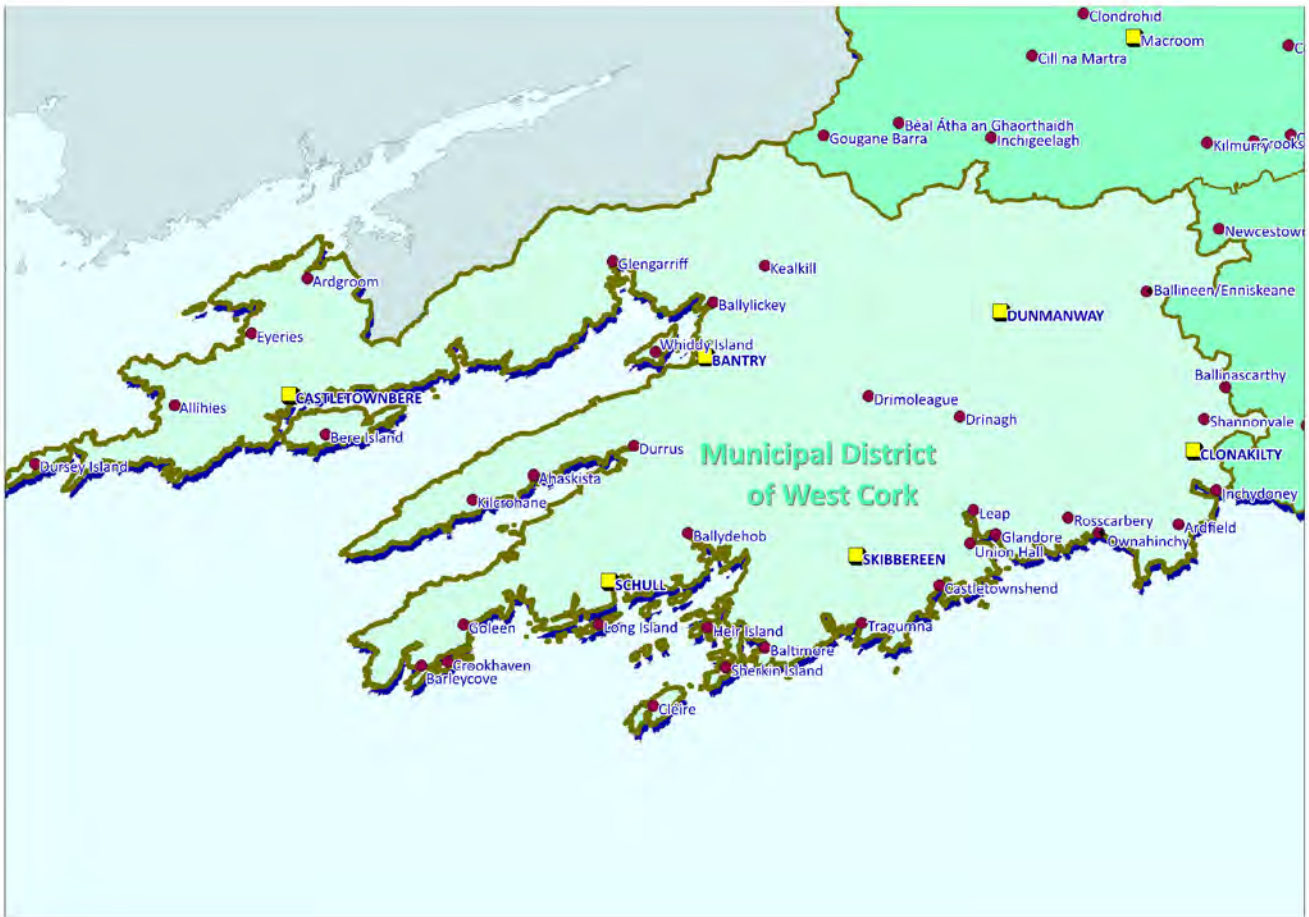 Clondrohid
Macroom
Cill na Martra
Béal Átha an Ghaorthaidh
Gougane Barra
Inchigeelagh
Kilmurry
Crooks
Newcestown
Glengarriff
Kealkill
Ardgroom
Ballineen/Enniskeane
Ballylickey
DUNMANWAY
Eyeries
Whiddy Island
BANTRY
Ballinascarthy
CASTLETOWNBERE
Drimoleague
Allihies
Drinagh
Shannonvale
Bere Island
Durrus
Municipal District
of West Cork
CLONAKILTY
Dursey Island
Ahaskista
Inchydoney
Kilcrohane
Leap
Rosscarbery
Ardfield
Ballydehob
Glandore
Ownahinchy
Union Hall
SKIBBEREEN
SCHULL
Castletownshend
Goleen
Long Island
Heir Island
Tragumna
Baltimore
Crookhaven
Sherkin Island
Barleycove
Cléire